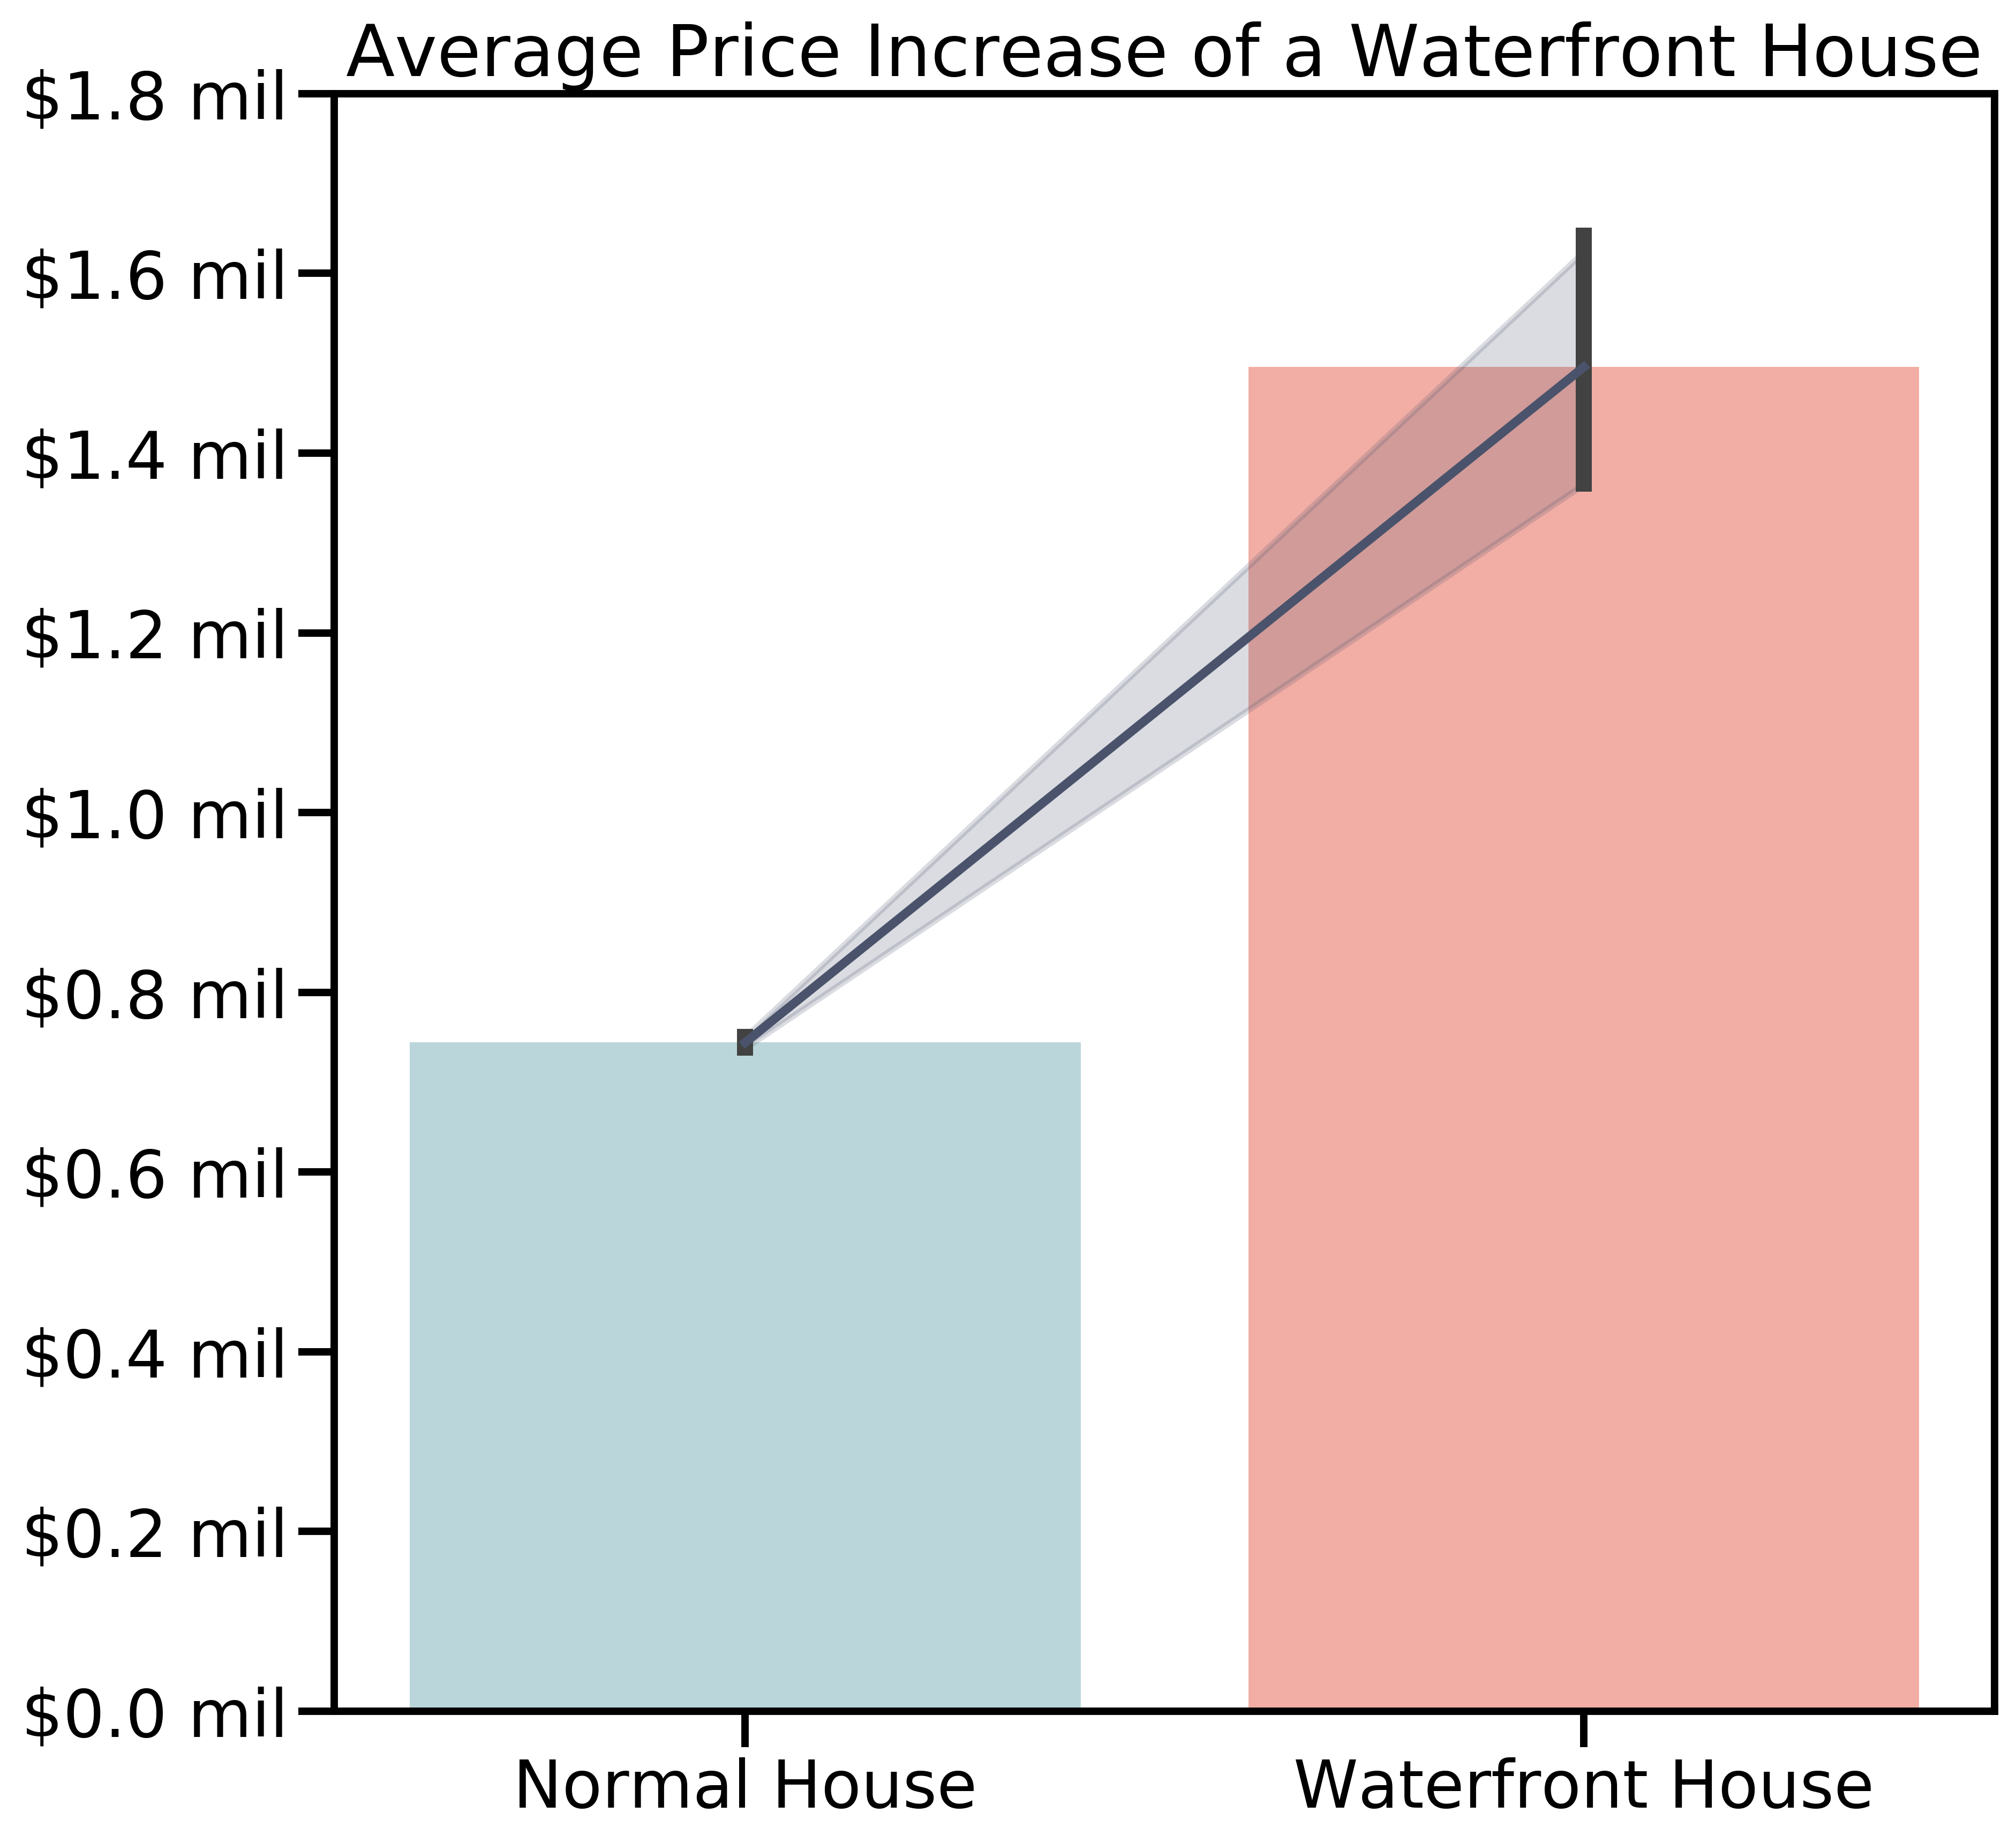 Average Price Increase of a Waterfront House
$1.8 mil
$1.6 mil
$1.4 mil
$1.2 mil
$1.0 mil
$0.8 mil
$0.6 mil
$0.4 mil
$0.2 mil
$0.0 mil
Normal House
Waterfront House